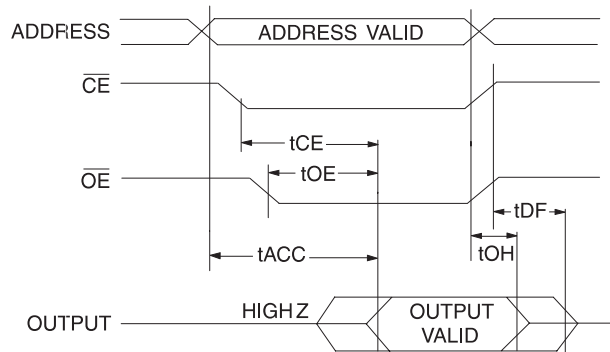 ADDRESS
ADDRESS VALID
CE
tCE
OE
tOE
tDF
tACC
tOH
OUTPUT
HIGH Z
OUTPUT
VALID